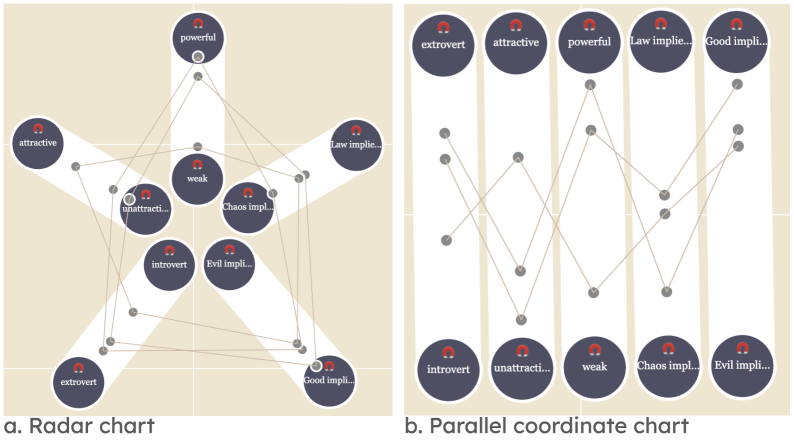 powerful
attractive
Law implie...
weak
unattracti...
Chaos impl...
introvert
Evil impli...
extrovert
Good impli...
a. Radar chart
extrovert
attractive
powerful
Law implie...
Good impli...
introvert
unattracti...
weak
Chaos impl...
Evil impli...
b. Parallel coordinate chart